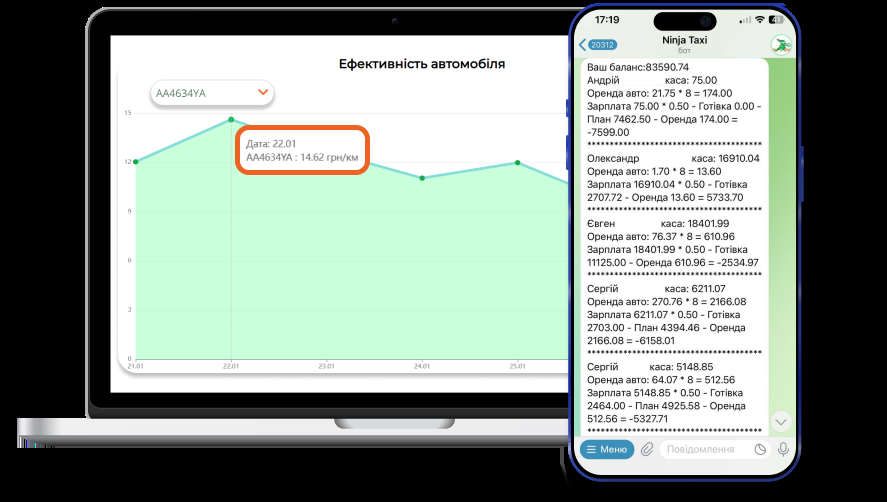 Ефективність автомобіля
AA4634YA
15
12
9
6
3
0
Дата: 22.01
AA4634YA : 14.62 грн/км
21.01
22.01
23.01
24.01
25.01
17:19
41
20312
Ninja Taxi
бот
Ваш баланс:83590.74
Андрій каса: 75.00
Оренда авто: 21.75 * 8 = 174.00
Зарплата 75.00 * 0.50 - Готівка 0.00 -
План 7462.50 - Оренда 174.00 =
-7599.00
************************************
Олександр каса: 16910.04
Оренда авто: 1.70 * 8 = 13.60
Зарплата 16910.04 * 0.50 - Готівка
2707.72 - Оренда 13.60 = 5733.70
************************************
Євген каса: 18401.99
Оренда авто: 76.37 * 8 = 610.96
Зарплата 18401.99 * 0.50 - Готівка
11125.00 - Оренда 610.96 = -2534.97
************************************
Сергій каса: 6211.07
Оренда авто: 270.76 * 8 = 2166.08
Зарплата 6211.07 * 0.50 - Готівка
2703.00 - План 4394.46 - Оренда
2166.08 = -6158.01
************************************
Сергій каса: 5148.85
Оренда авто: 64.07 * 8 = 512.56
Зарплата 5148.85 * 0.50 - Готівка
2464.00 - План 4925.58 - Оренда
512.56 = -5327.71
************************************
Меню
Повідомлення